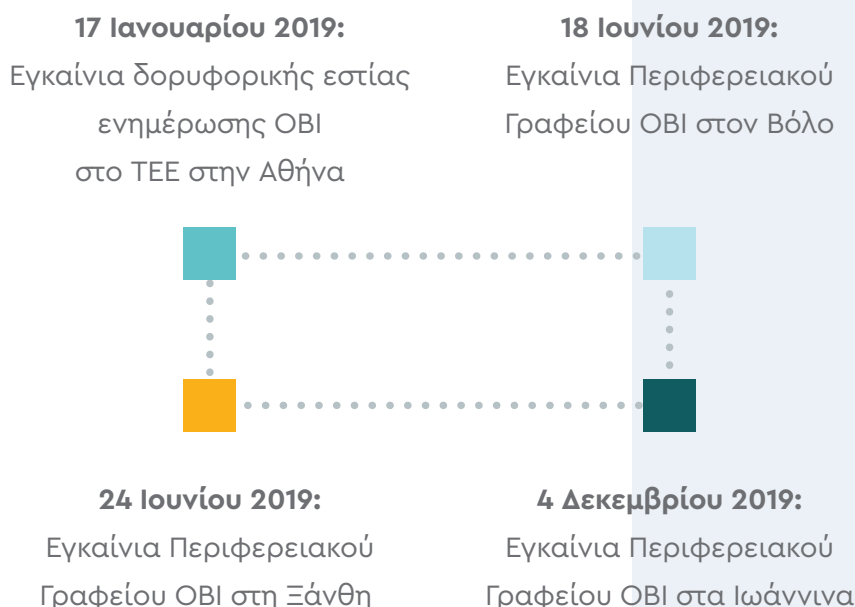 17 Ιανουαρίου 2019:
Εγκαίνια δορυφορικής εστίας
ενημέρωσης ΟΒΙ
στο ΤΕΕ στην Αθήνα
18 Ιουνίου 2019:
Εγκαίνια Περιφερειακού
Γραφείου ΟΒΙ στον Βόλο
24 Ιουνίου 2019:
Εγκαίνια Περιφερειακού
Γραφείου ΟΒΙ στη Ξάνθη
4 Δεκεμβρίου 2019:
Εγκαίνια Περιφερειακού
Γραφείου ΟΒΙ στα Ιωάννινα